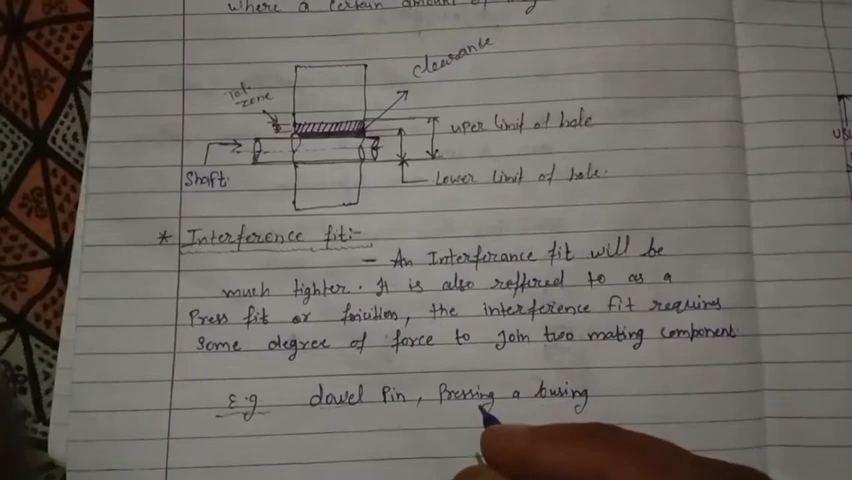 where a certain amount of
clearance
Tol. zone
uper limit of hole
Shaft.
Lower limit of hole.
* Interference fit:-
- An Interferance fit will be
much tighter. It is also reffered to as a
Press fit or friction, the interference fit requires
some degree of force to Join two mating component.
E.g. dowel Pin, Pressing a busing